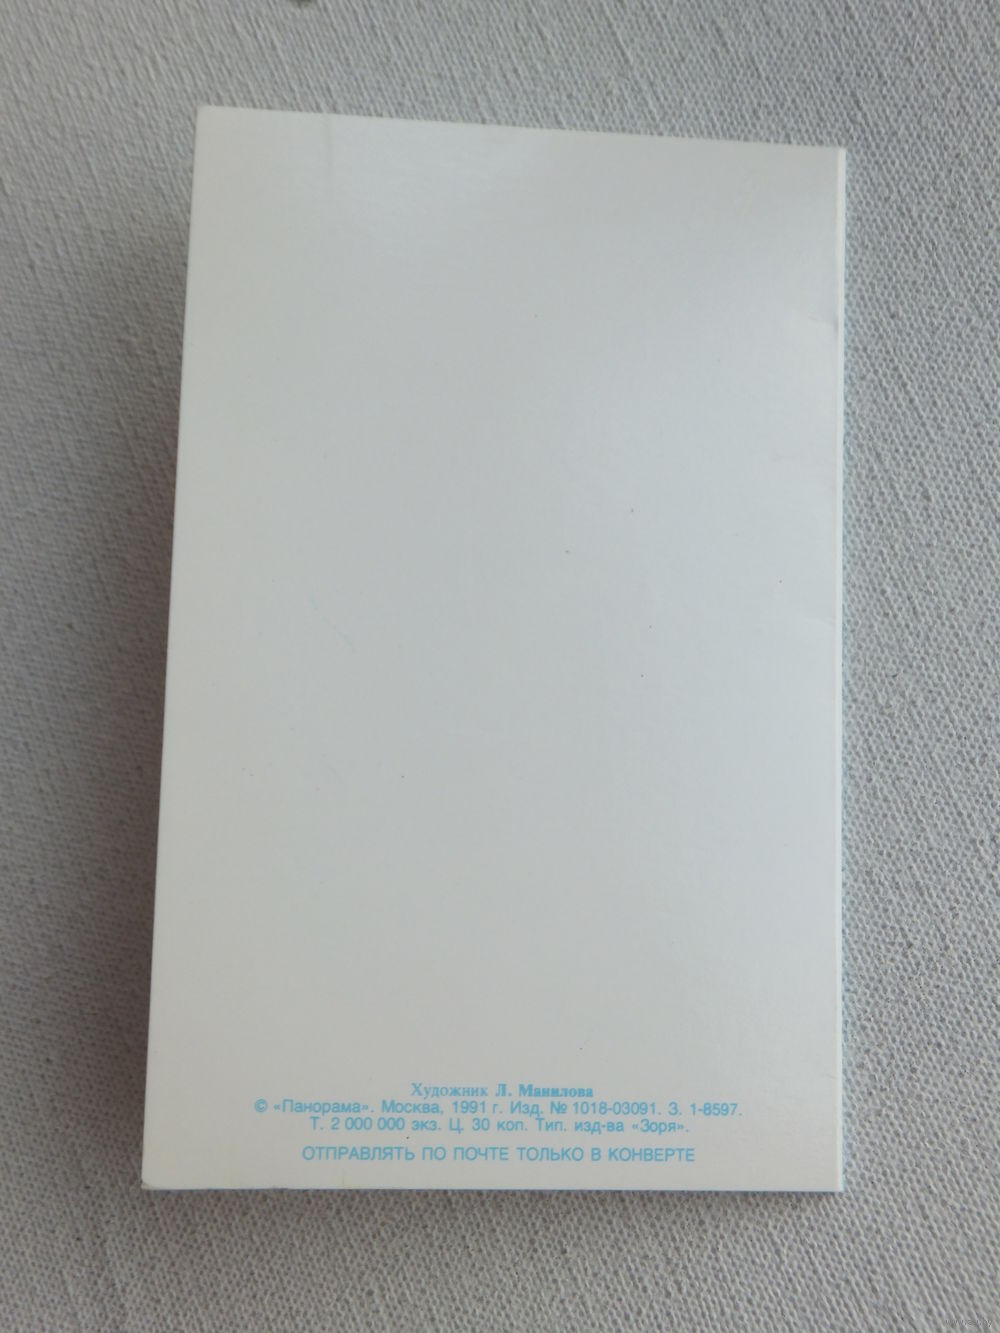 Художник Л. Манилова
© «Панорама». Москва, 1991 г. Изд. № 1018-03091. З. 1-8597.
Т. 2 000 000 экз. Ц. 30 коп. Тип. изд-ва «Зоря».
ОТПРАВЛЯТЬ ПО ПОЧТЕ ТОЛЬКО В КОНВЕРТЕ